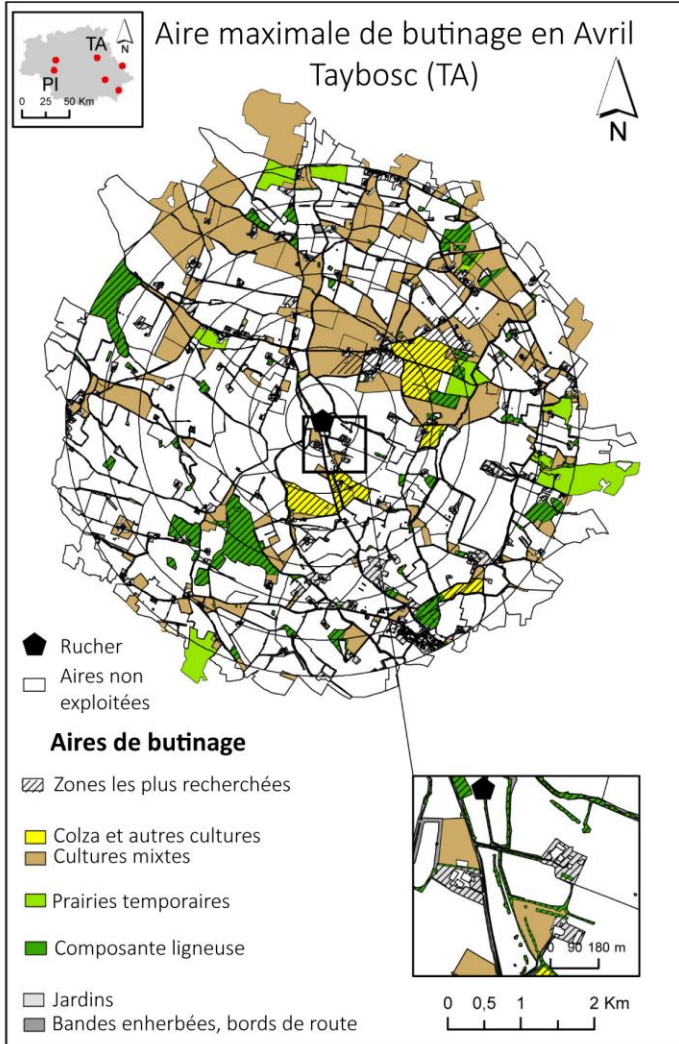 TA
N
PI
0 25 50 Km
Aire maximale de butinage en Avril
Taybosc (TA)
N
Rucher
Aires non
exploitées
Aires de butinage
Zones les plus recherchées
Colza et autres cultures
Cultures mixtes
Prairies temporaires
Composante ligneuse
Jardins
Bandes enherbées, bords de route
0 90 180 m
0 0,5 1 2 Km